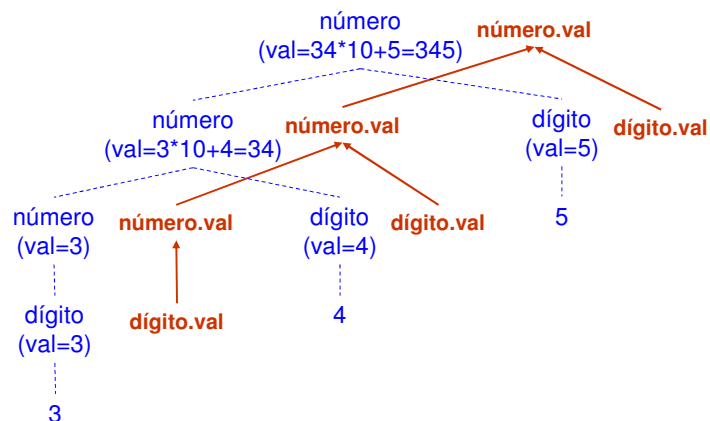 número
(val=34*10+5=345)
número.val
número
(val=3*10+4=34)
número.val
dígito
(val=5)
dígito.val
número
(val=3)
número.val
dígito
(val=4)
dígito.val
5
dígito
(val=3)
dígito.val
4
3